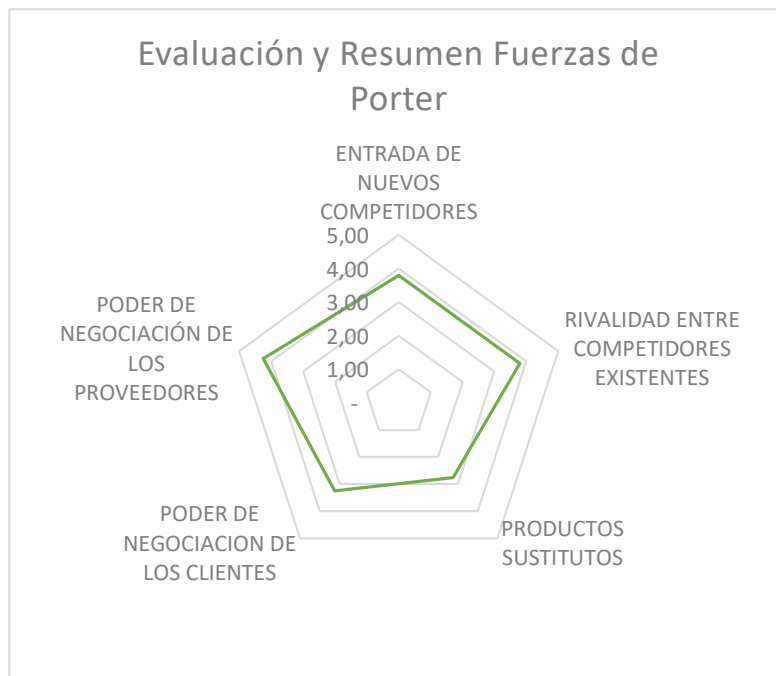 Evaluación y Resumen Fuerzas de
Porter
ENTRADA DE
NUEVOS
COMPETIDORES
5,00
4,00
3,00
2,00
1,00
-
RIVALIDAD ENTRE
COMPETIDORES
EXISTENTES
PRODUCTOS
SUSTITUTOS
PODER DE
NEGOCIACION DE
LOS CLIENTES
PODER DE
NEGOCIACIÓN DE
LOS
PROVEEDORES